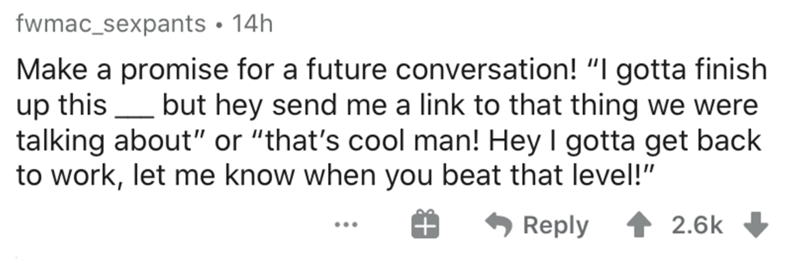 fwmac_sexpants • 14h
Make a promise for a future conversation! “I gotta finish
up this ___ but hey send me a link to that thing we were
talking about” or “that’s cool man! Hey I gotta get back
to work, let me know when you beat that level!”
... Reply 2.6k